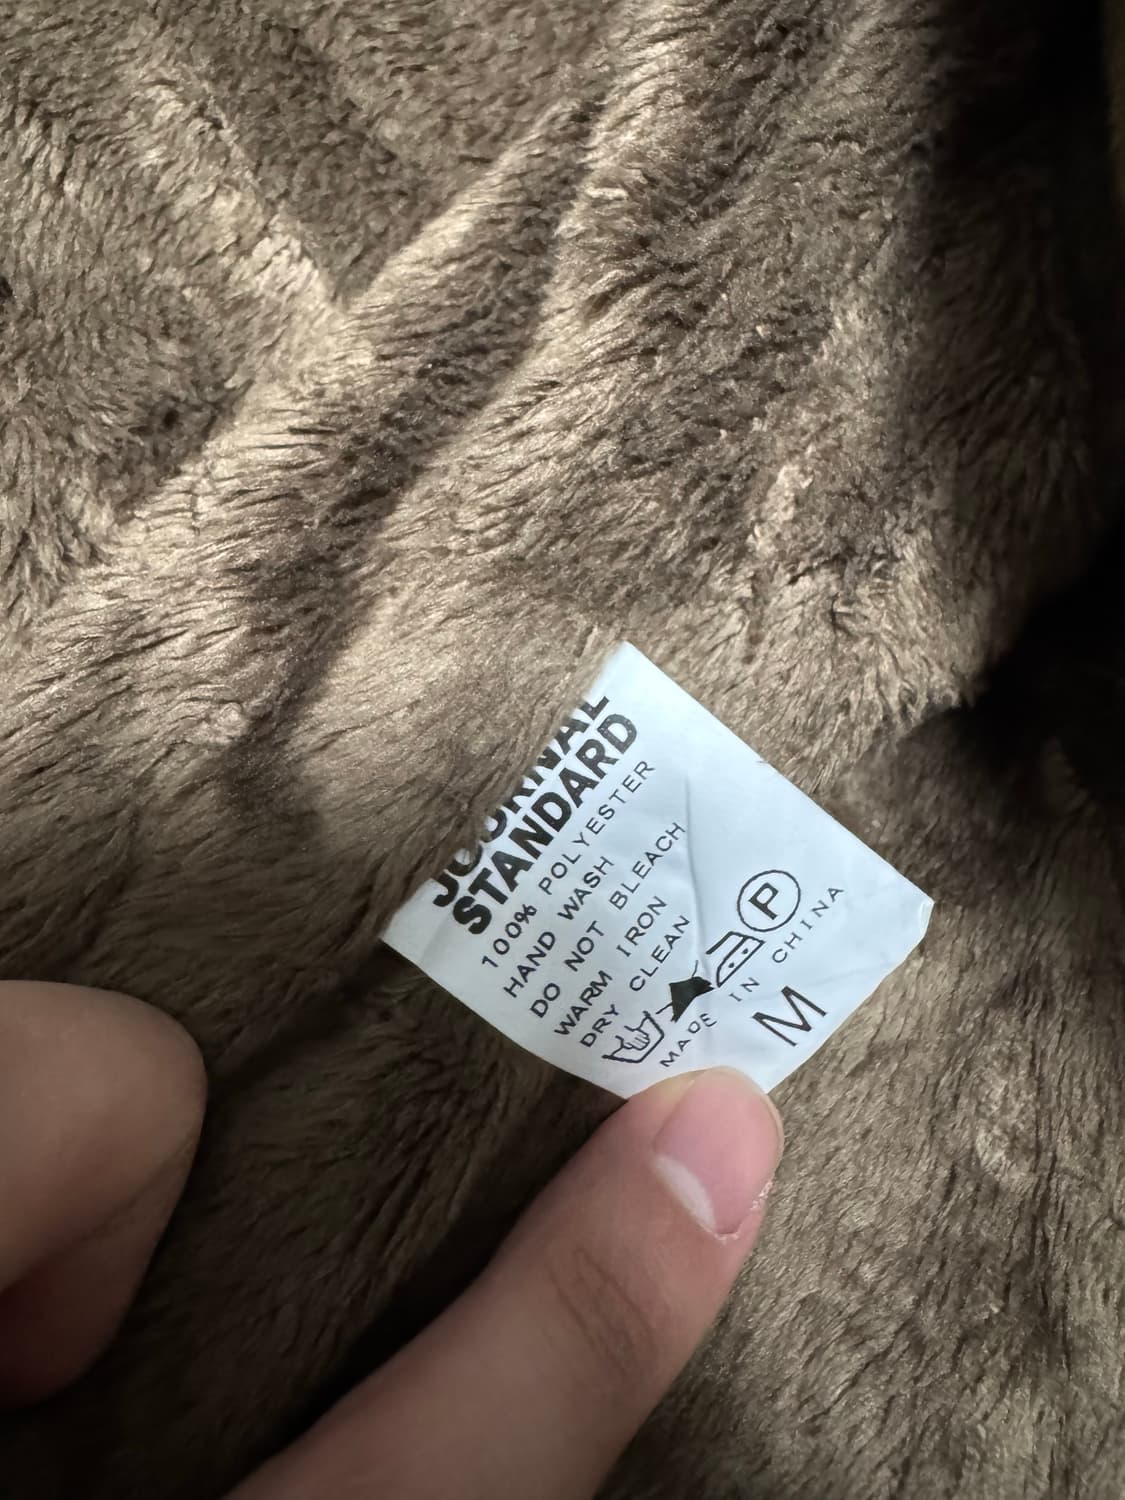 JOURNAL
STANDARD
100% POLYESTER
HAND WASH
DO NOT BLEACH
WARM IRON
DRY CLEAN
P
MADE IN CHINA
M